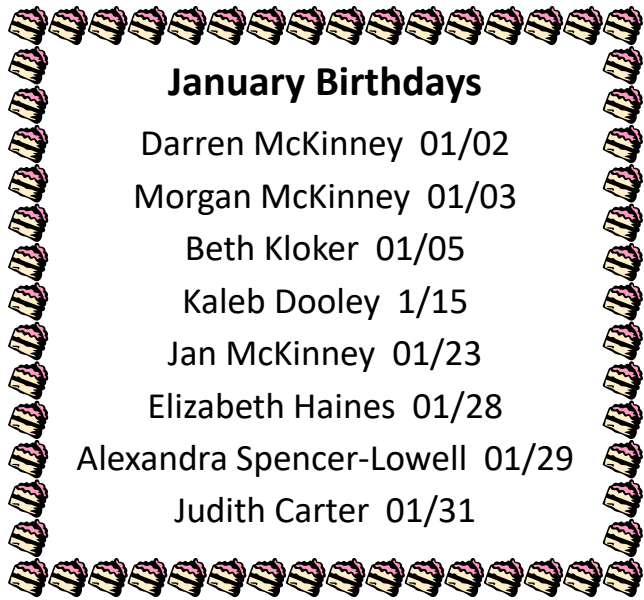 January Birthdays
Darren McKinney 01/02
Morgan McKinney 01/03
Beth Kloker 01/05
Kaleb Dooley 1/15
Jan McKinney 01/23
Elizabeth Haines 01/28
Alexandra Spencer-Lowell 01/29
Judith Carter 01/31